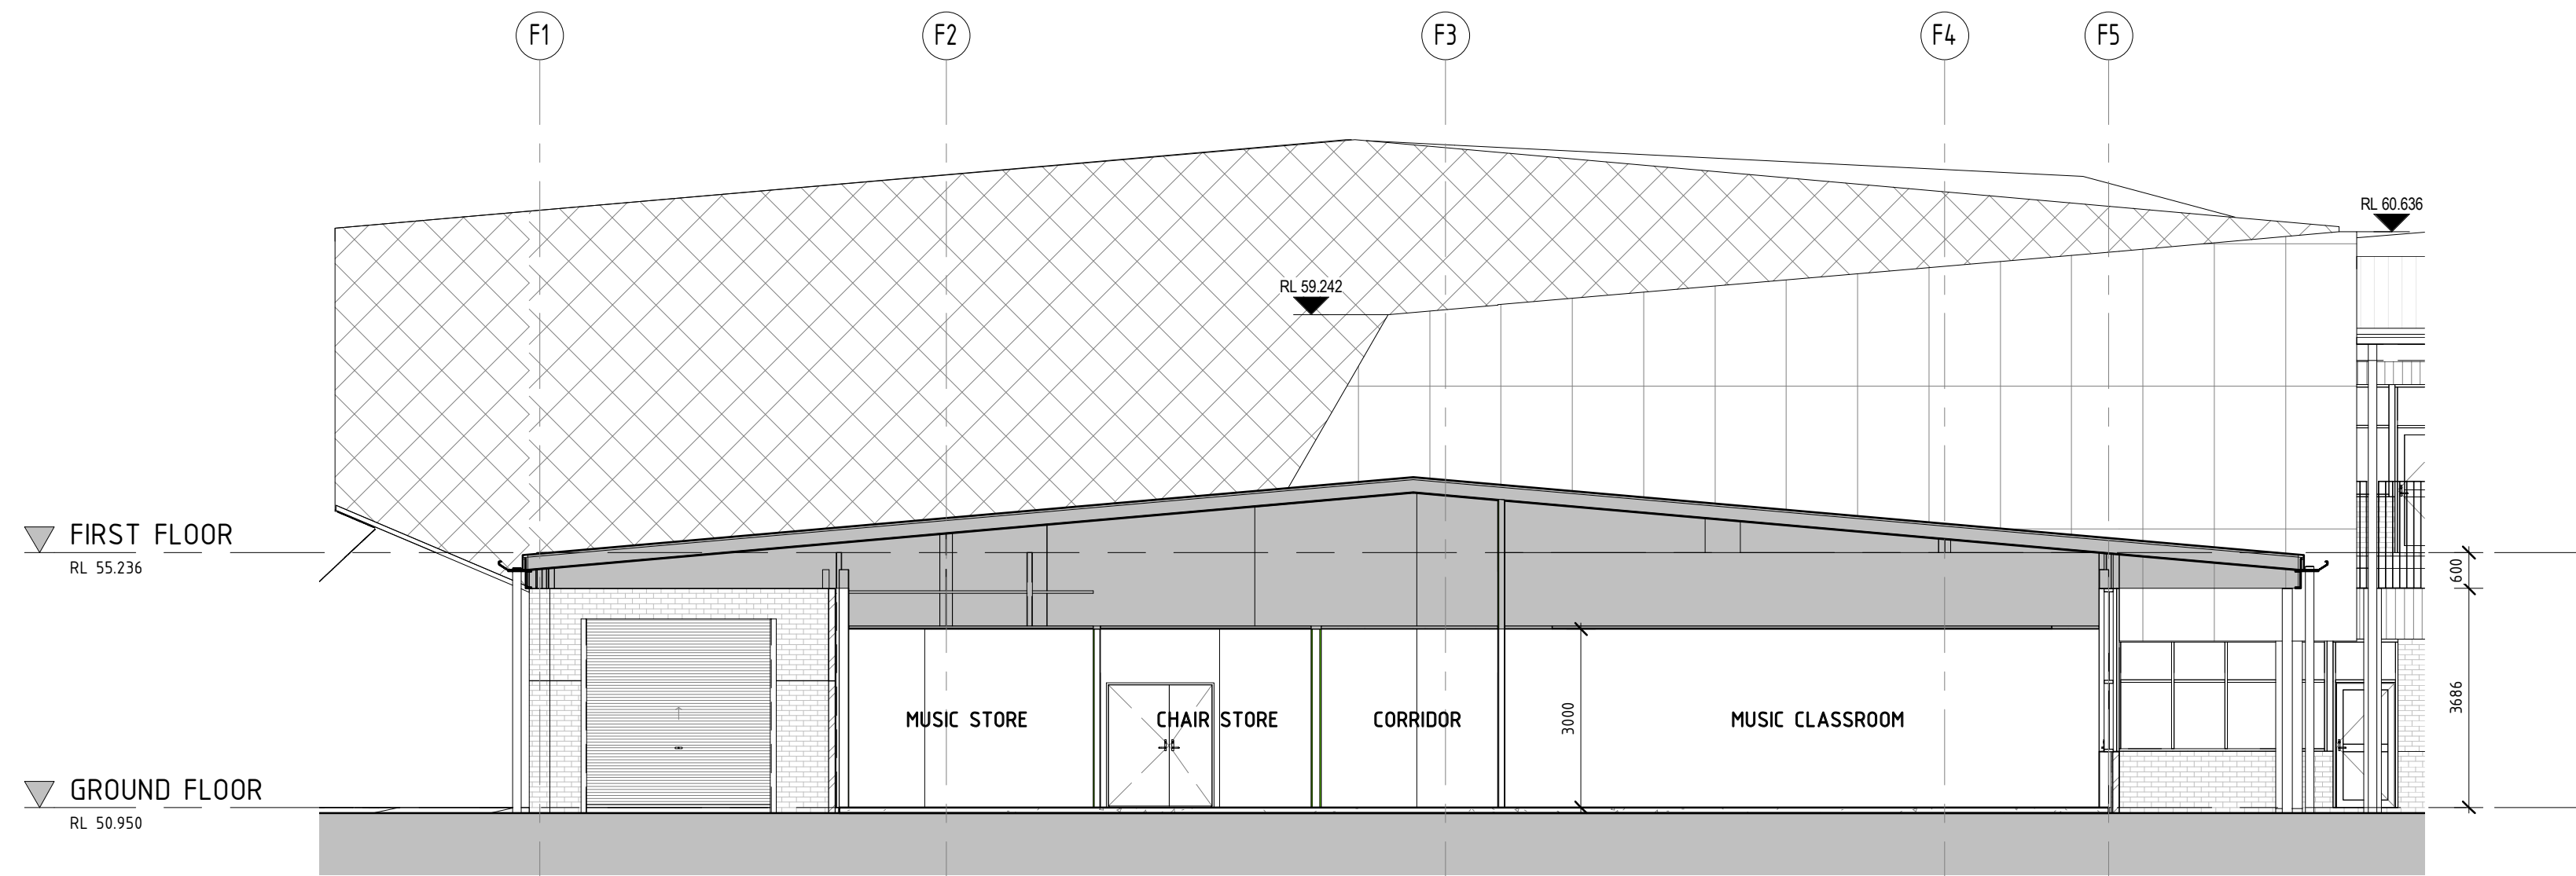 F1
F2
F3
F4
F5
RL 60.636
RL 59.242
FIRST FLOOR
RL 55.236
600
3686
3000
MUSIC STORE
CHAIR STORE
CORRIDOR
MUSIC CLASSROOM
GROUND FLOOR
RL 50.950